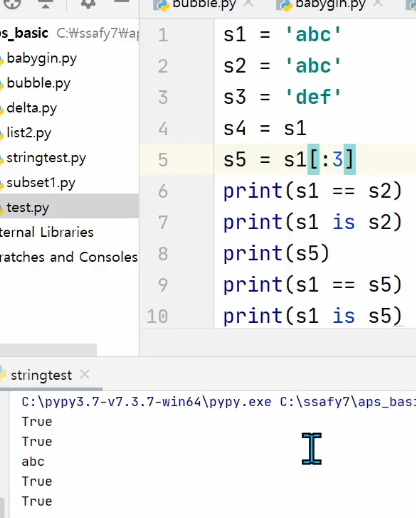 bubble.py
babygin.py
ps_basic C:\ssafy7\ap
babygin.py
bubble.py
delta.py
list2.py
stringtest.py
subset1.py
test.py
ternal Libraries
ratches and Consoles
1 s1 = 'abc'
2 s2 = 'abc'
3 s3 = 'def'
4 s4 = s1
5 s5 = s1[:3]
6 print(s1 == s2)
7 print(s1 is s2)
8 print(s5)
9 print(s1 == s5)
10 print(s1 is s5)
stringtest
C:\pypy3.7-v7.3.7-win64\pypy.exe C:\ssafy7\aps_basi
True
True
abc
True
True